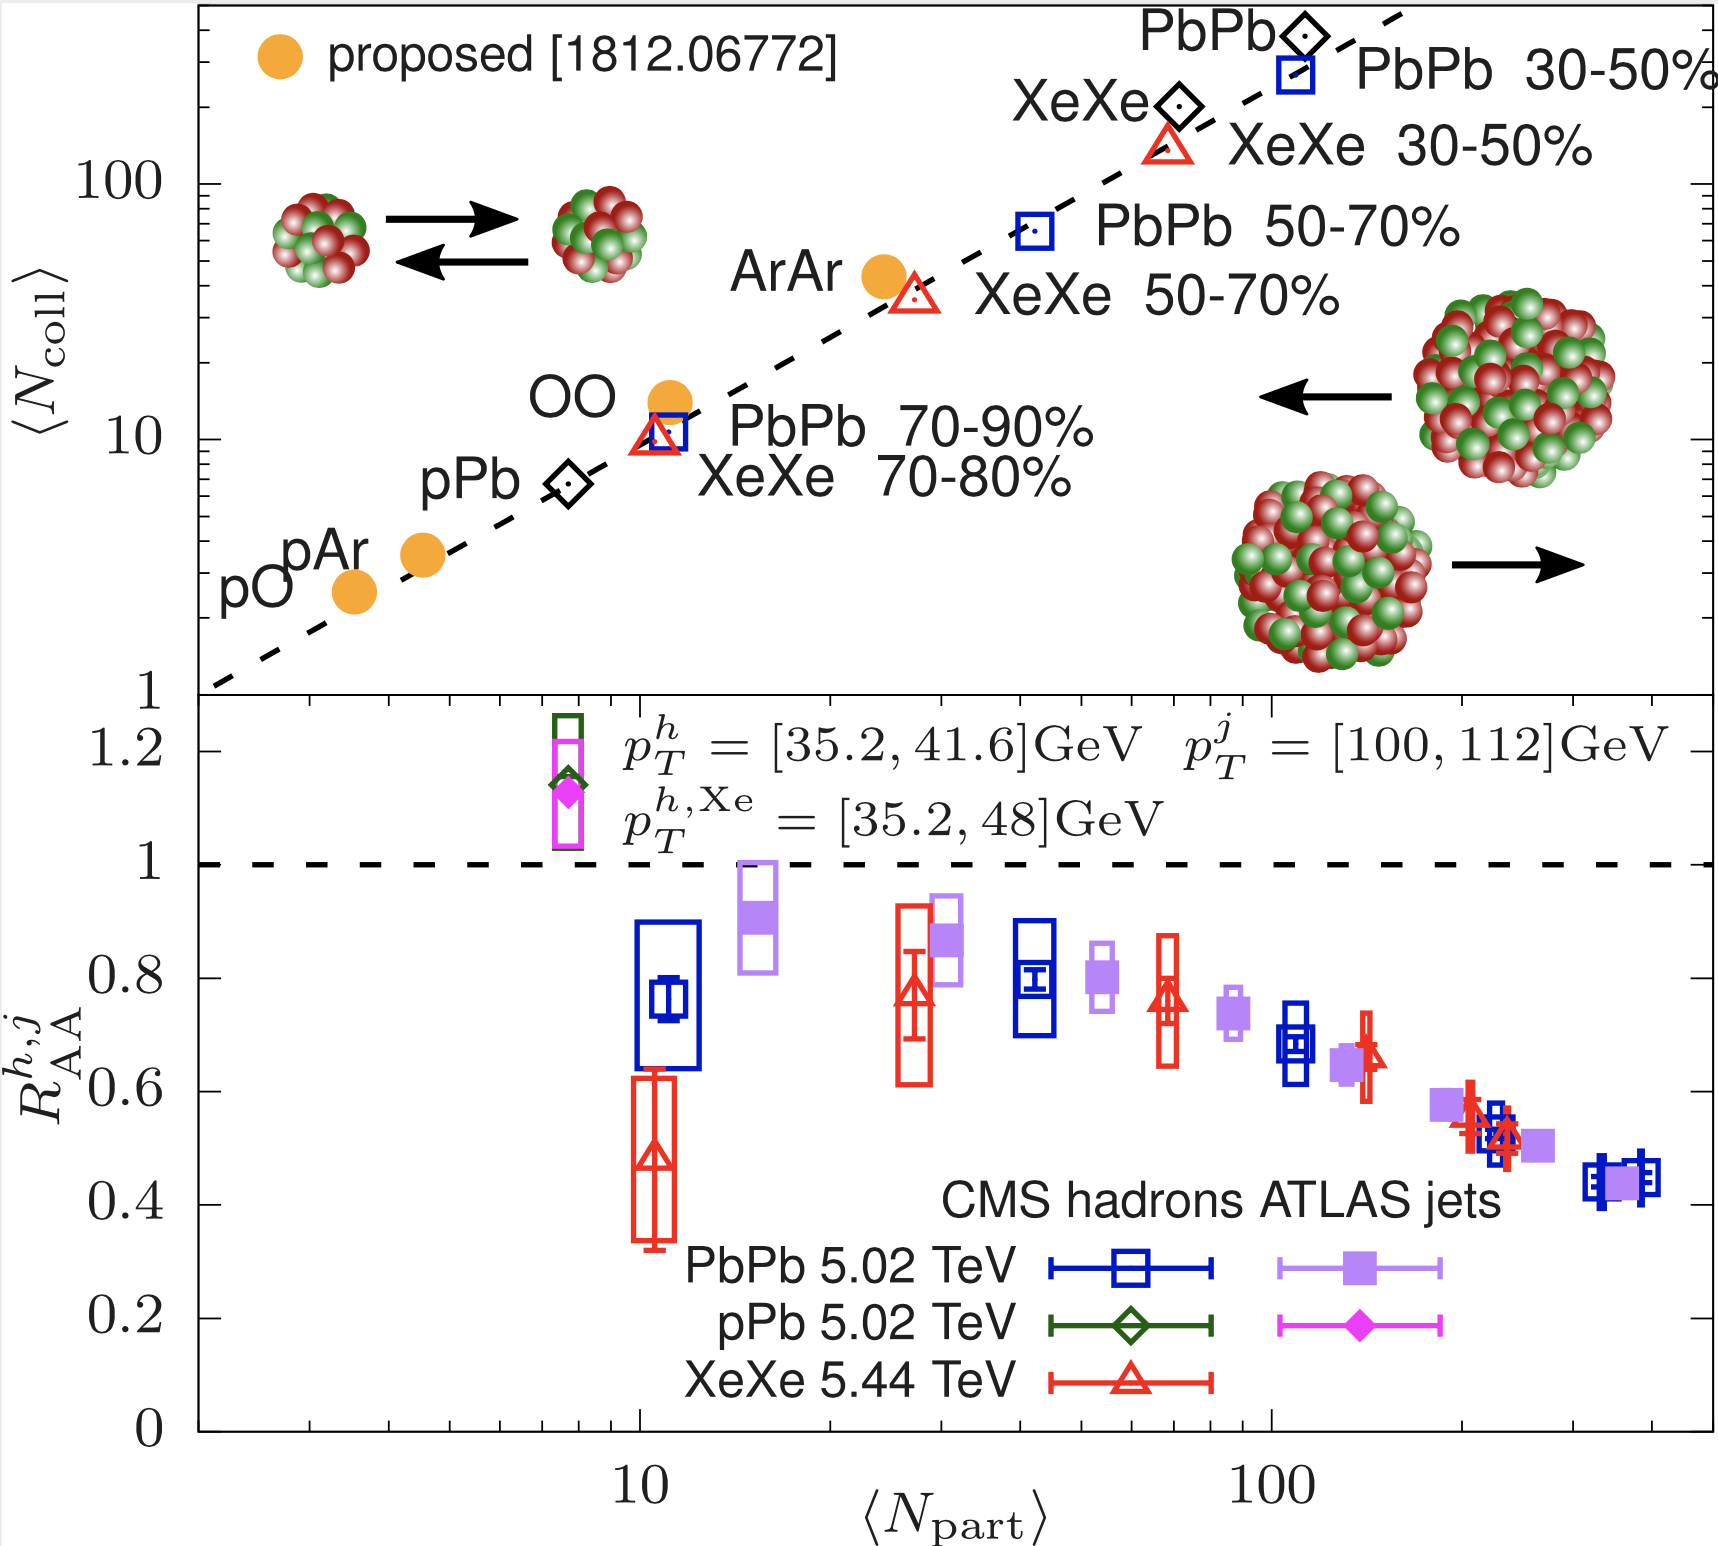 proposed [1812.06772]
PbPb
PbPb 30-50%
XeXe
XeXe 30-50%
PbPb 50-70%
ArAr
XeXe 50-70%
OO
PbPb 70-90%
pPb
XeXe 70-80%
pAr
pO
⟨N_coll⟩
100
10
1
p_T^h = [35.2, 41.6]GeV p_T^j = [100, 112]GeV
p_T^{h,Xe} = [35.2, 48]GeV
R_AA^{h,j}
1.2
1
0.8
0.6
0.4
0.2
0
CMS hadrons ATLAS jets
PbPb 5.02 TeV
pPb 5.02 TeV
XeXe 5.44 TeV
10 100
⟨N_part⟩